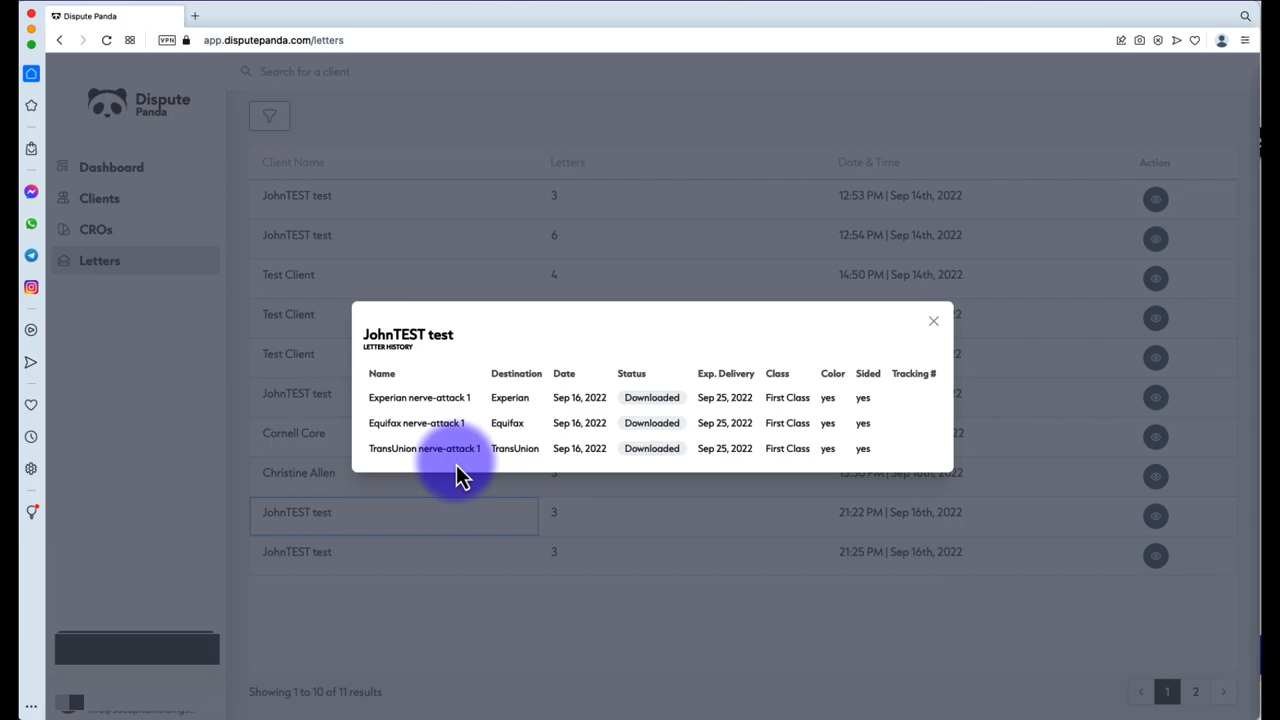 Dispute Panda
VPN
app.disputepanda.com/letters
Dispute
Panda
Search for a client
Dashboard
Clients
CROs
Letters
Client Name Letters Date & Time Action
JohnTEST test 3 12:53 PM | Sep 14th, 2022
JohnTEST test 6 12:54 PM | Sep 14th, 2022
Test Client 4 14:50 PM | Sep 14th, 2022
Test Client
Test Client
JohnTEST test
Cornell Core
Christine Allen
JohnTEST test 3 21:22 PM | Sep 16th, 2022
JohnTEST test 3 21:25 PM | Sep 16th, 2022
JohnTEST test
LETTER HISTORY
Name Destination Date Status Exp. Delivery Class Color Sided Tracking #
Experian nerve-attack 1 Experian Sep 16, 2022 Downloaded Sep 25, 2022 First Class yes yes
Equifax nerve-attack 1 Equifax Sep 16, 2022 Downloaded Sep 25, 2022 First Class yes yes
TransUnion nerve-attack 1 TransUnion Sep 16, 2022 Downloaded Sep 25, 2022 First Class yes yes
Showing 1 to 10 of 11 results
1 2